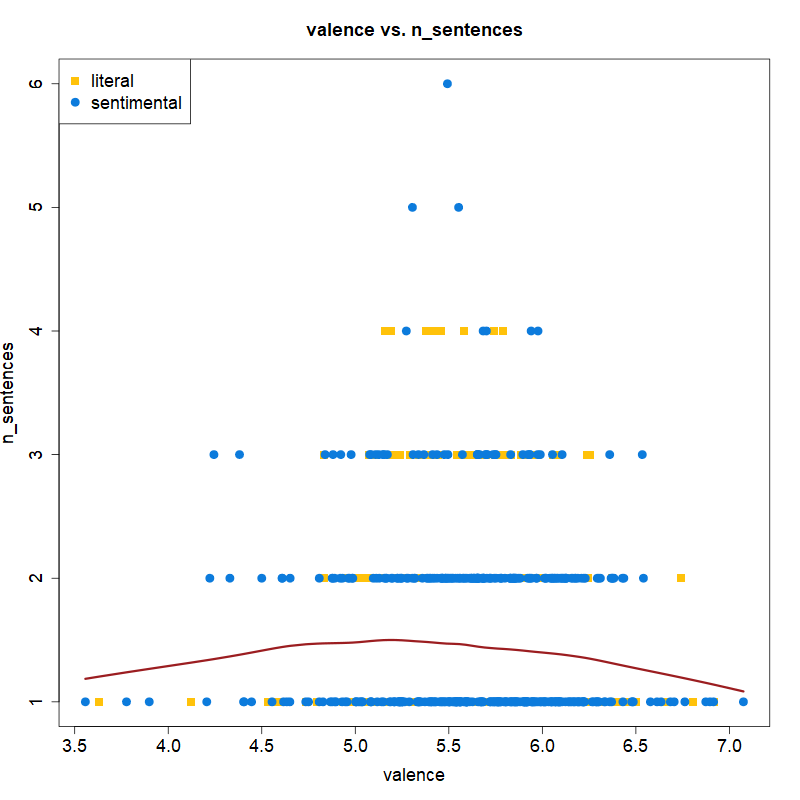 valence vs. n_sentences
literal
sentimental
6
5
4
3
2
1
n_sentences
3.5 4.0 4.5 5.0 5.5 6.0 6.5 7.0
valence